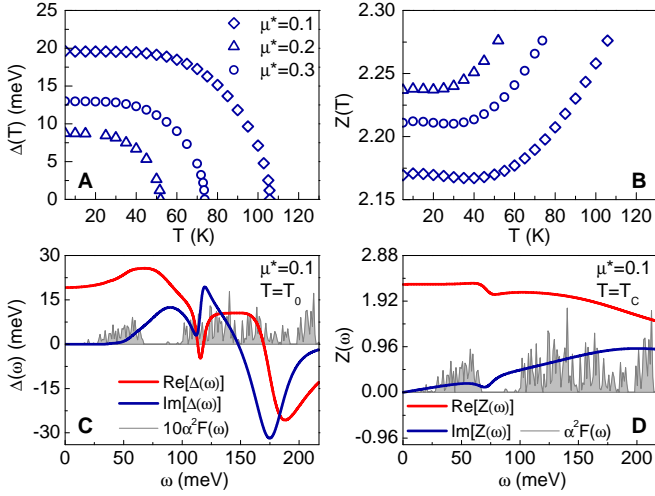 25
20
15
10
5
0
Δ(T) (meV)
μ*=0.1
μ*=0.2
μ*=0.3
A
20 40 60 80 100 120
T (K)
2.30
2.25
2.20
2.15
Z(T)
B
20 40 60 80 100 120
T (K)
30
15
0
-15
-30
Δ(ω) (meV)
μ*=0.1
T=T0
Re[Δ(ω)]
Im[Δ(ω)]
10α²F(ω)
C
0 50 100 150 200
ω (meV)
2.88
1.92
0.96
0.00
-0.96
Z(ω)
μ*=0.1
T=TC
Re[Z(ω)]
Im[Z(ω)]
α²F(ω)
D
0 50 100 150 200
ω (meV)